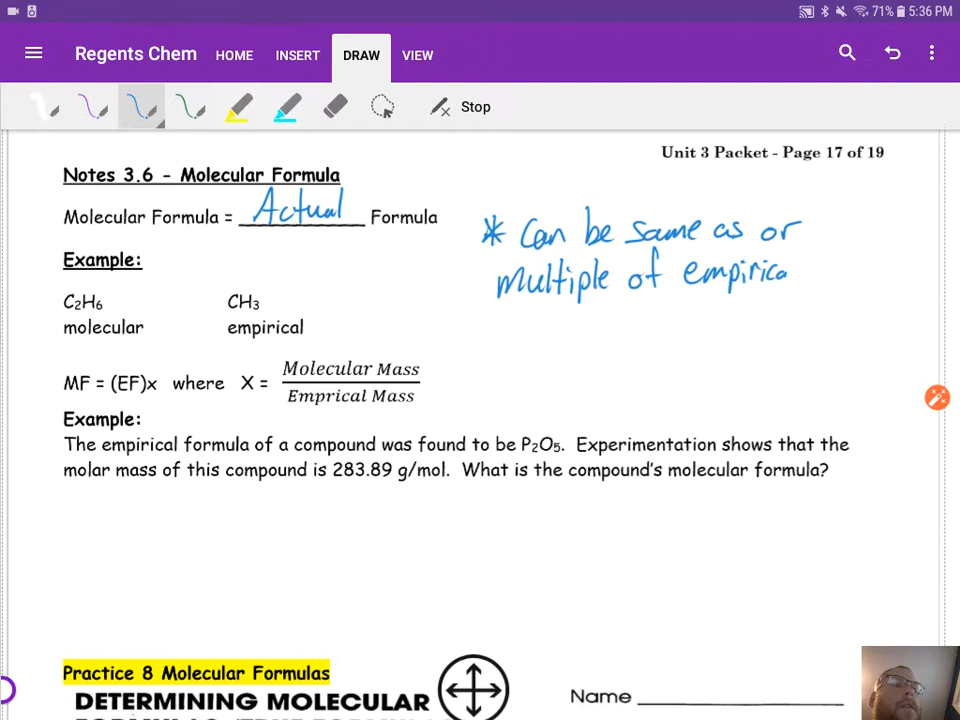 71% 5:36 PM
Regents Chem HOME INSERT DRAW VIEW
Stop
Unit 3 Packet - Page 17 of 19
Notes 3.6 - Molecular Formula
Molecular Formula = Actual Formula
* Can be same as or
multiple of empirica
Example:
C₂H₆ CH₃
molecular empirical
MF = (EF)x where X = Molecular Mass
Emprical Mass
Example:
The empirical formula of a compound was found to be P₂O₅. Experimentation shows that the
molar mass of this compound is 283.89 g/mol. What is the compound's molecular formula?
Practice 8 Molecular Formulas
DETERMINING MOLECULAR
Name